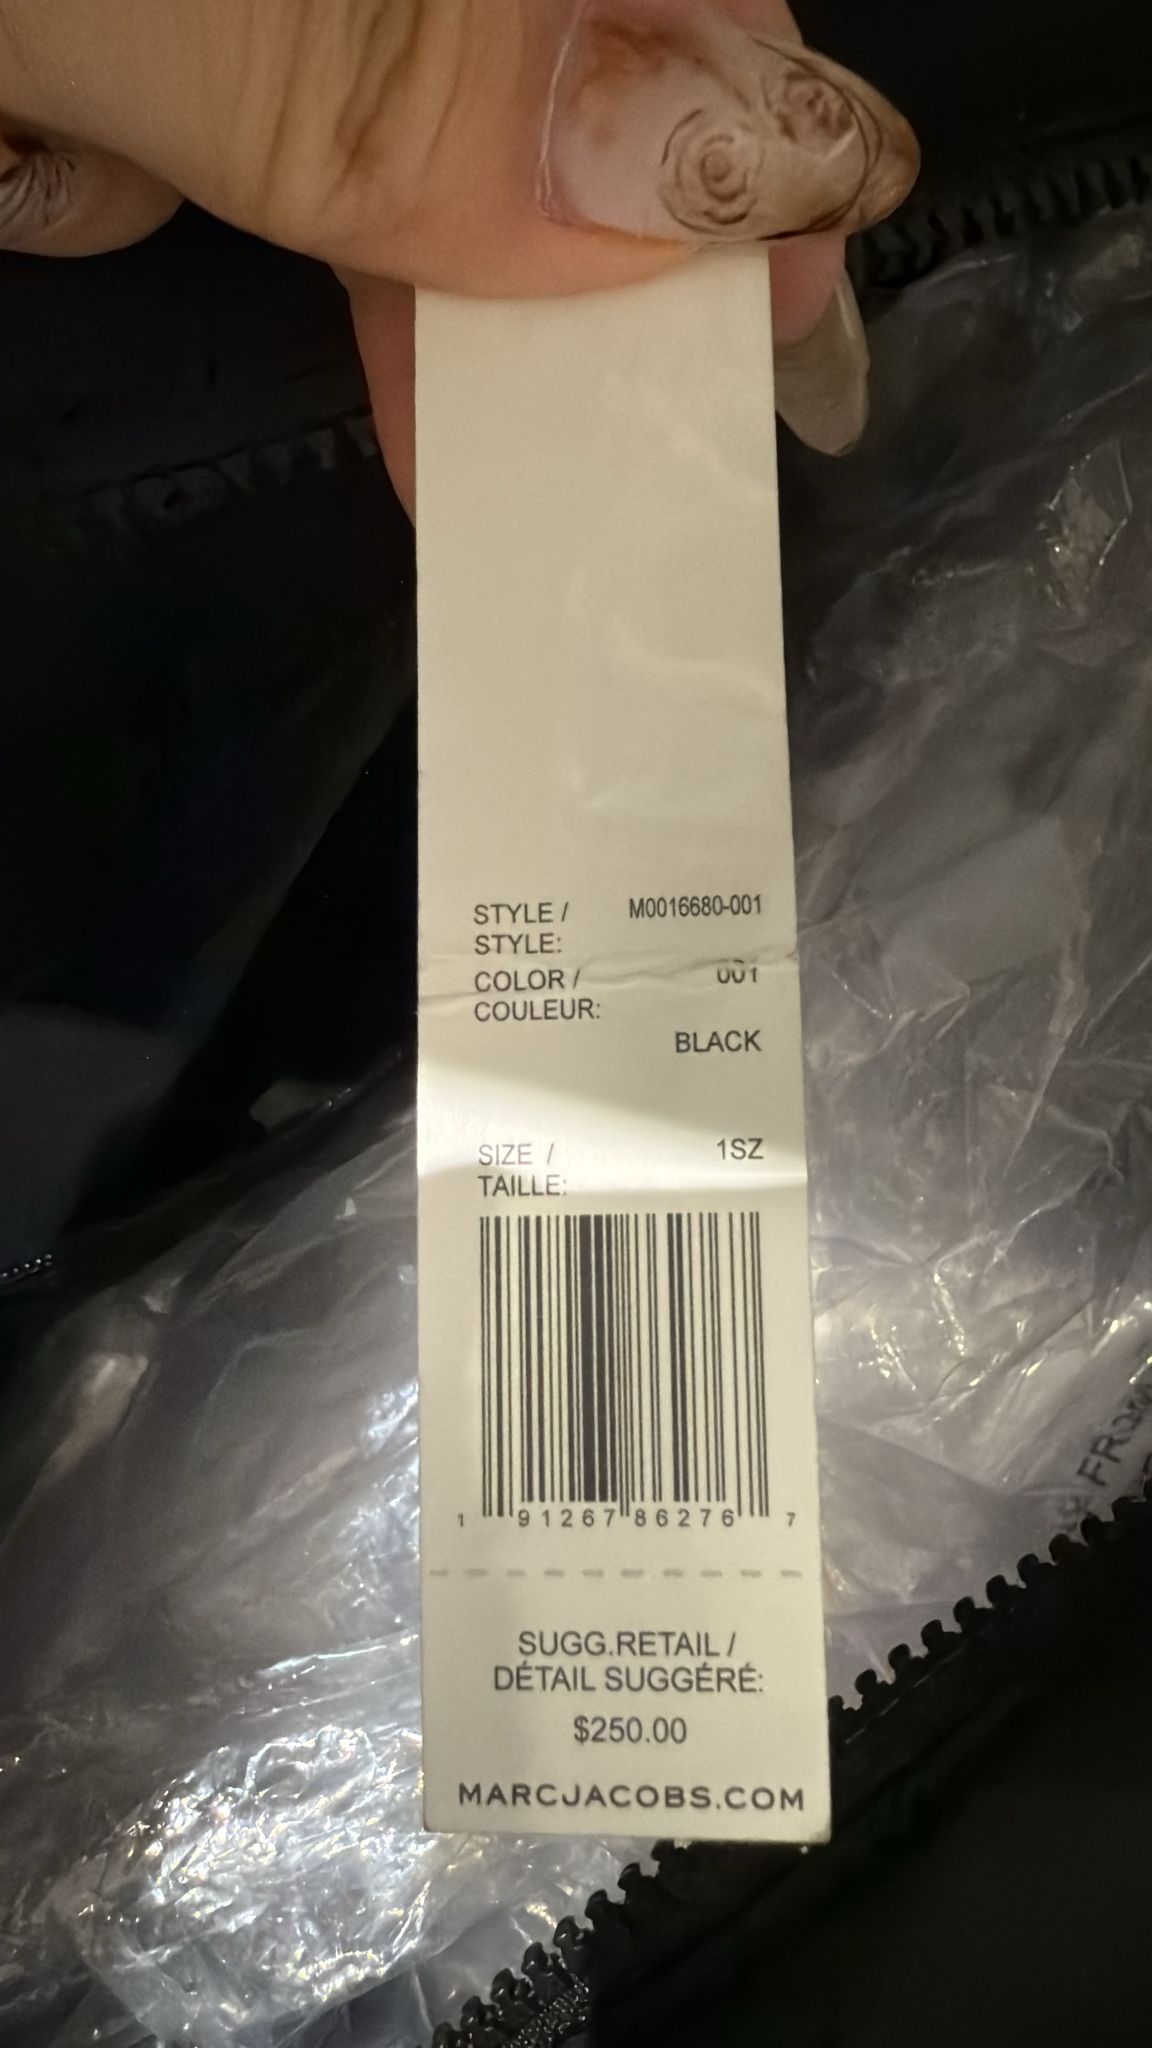 STYLE / M0016680-001
STYLE:
COLOR / 001
COULEUR:
BLACK
SIZE / 1SZ
TAILLE:
1 91267 86276 7
SUGG.RETAIL /
DÉTAIL SUGGÉRÉ:
$250.00
MARCJACOBS.COM
FROM